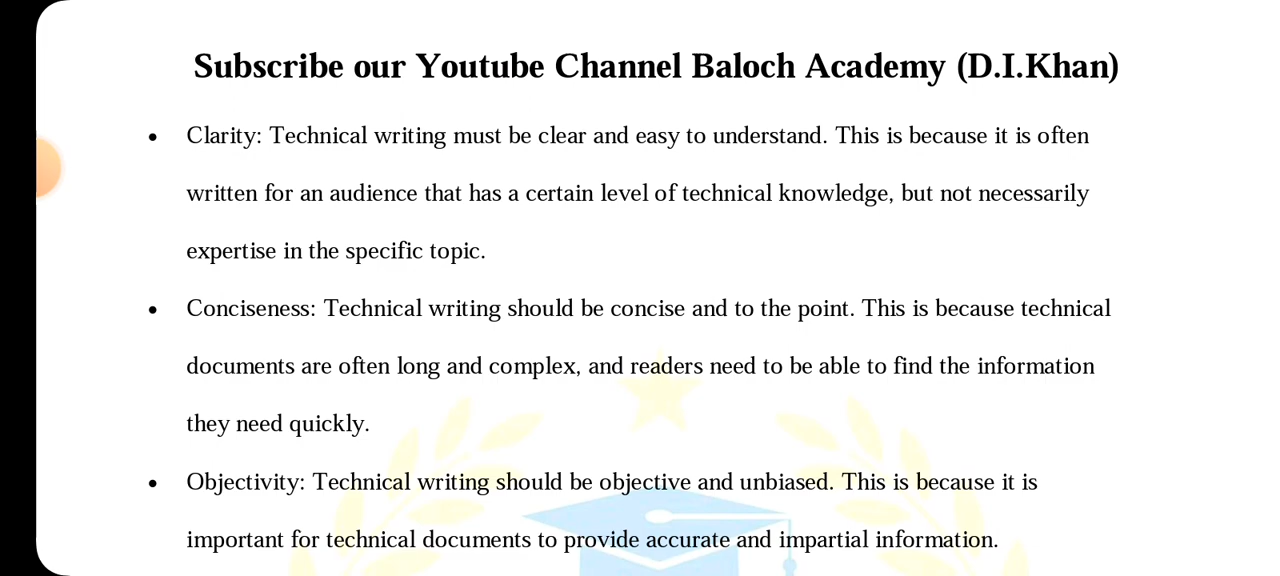 Subscribe our Youtube Channel Baloch Academy (D.I.Khan)
• Clarity: Technical writing must be clear and easy to understand. This is because it is often
written for an audience that has a certain level of technical knowledge, but not necessarily
expertise in the specific topic.
• Conciseness: Technical writing should be concise and to the point. This is because technical
documents are often long and complex, and readers need to be able to find the information
they need quickly.
• Objectivity: Technical writing should be objective and unbiased. This is because it is
important for technical documents to provide accurate and impartial information.